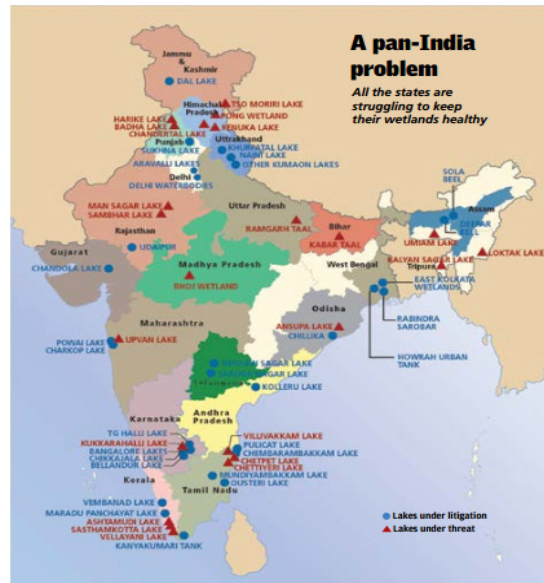 A pan-India
problem
All the states are
struggling to keep
their wetlands healthy
Jammu
&
Kashmir
DAL LAKE
Himachal
Pradesh
TSO MORIRI LAKE
PONG WETLAND
RENUKA LAKE
HARIKE LAKE
BADHA LAKE
CHANDERTAL LAKE
Punjab
SUKHNA LAKE
Uttrakhand
KHURPATAL LAKE
NAINI LAKE
OTHER KUMAON LAKES
ARAVALLI LAKES
Delhi
DELHI WATERBODIES
SOLA
BEEL
Assam
DEEPAR
BELL
MAN SAGAR LAKE
SAMBHAR LAKE
Uttar Pradesh
RAMGARH TAAL
Bihar
KABAR TAAL
UMIAM LAKE
LOKTAK LAKE
Rajasthan
UDAIPUR
KALYAN SAGAR LAKE
Tripura
Gujarat
CHANDOLA LAKE
Madhya Pradesh
BHOJ WETLAND
West Bengal
EAST KOLKATA
WETLANDS
RABINDRA
SAROBAR
HOWRAH URBAN
TANK
Odisha
ANSUPA LAKE
CHILLIKA
Maharashtra
UPVAN LAKE
POWAI LAKE
CHARKOP LAKE
SAGAR LAKE
NAGAR LAKE
Telangana
KOLLERU LAKE
Andhra
Pradesh
Karnataka
TG HALLI LAKE
KUKKARAHALLI LAKE
BANGALORE LAKES
CHIKKAJALA LAKE
BELLANDUR LAKE
VILLIVAKKAM LAKE
PULICAT LAKE
CHEMBARAMBAKKAM LAKE
CHETPET LAKE
CHETTIYERI LAKE
MUNDIYAMBAKKAM LAKE
OUSTERI LAKE
Kerala
Tamil Nadu
VEMBANAD LAKE
MARADU PANCHAYAT LAKE
ASHTAMUDI LAKE
SASTHAMKOTTA LAKE
VELLAYANI LAKE
KANYAKUMARI TANK
Lakes under litigation
Lakes under threat